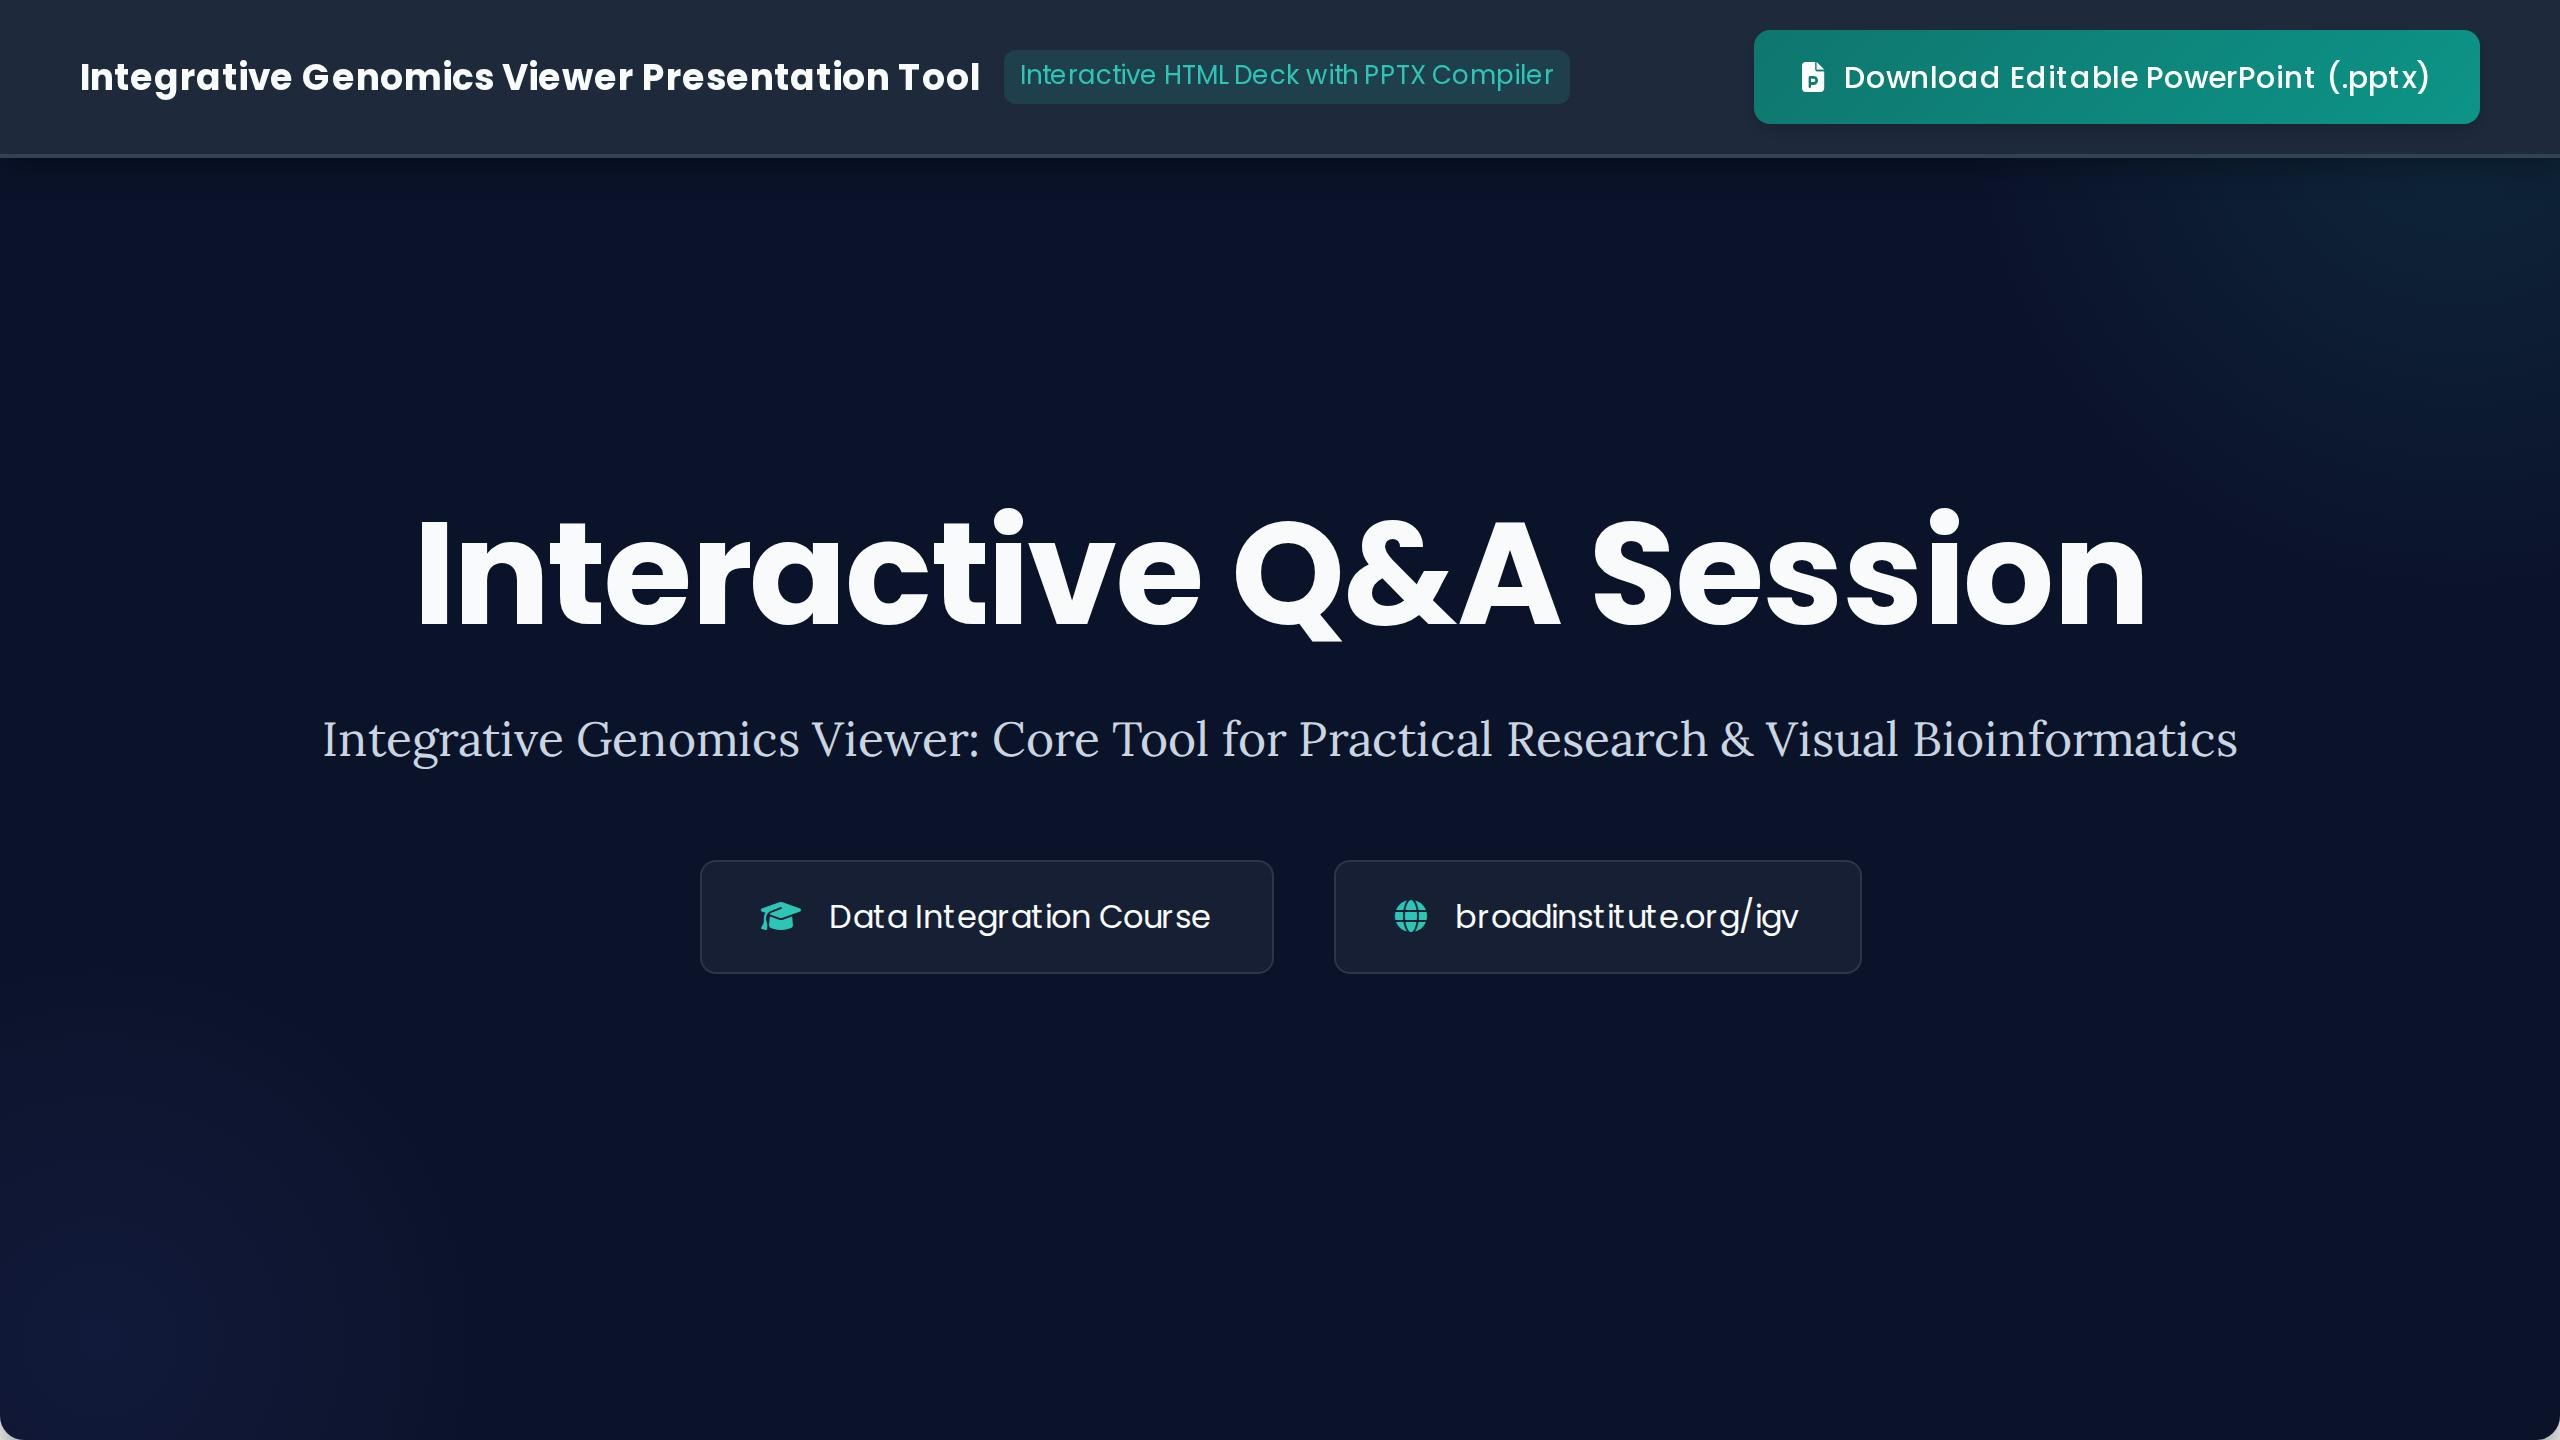 Integrative Genomics Viewer Presentation Tool
Interactive HTML Deck with PPTX Compiler
Download Editable PowerPoint (.pptx)
Interactive Q&A Session
Integrative Genomics Viewer: Core Tool for Practical Research & Visual Bioinformatics
Data Integration Course
broadinstitute.org/igv